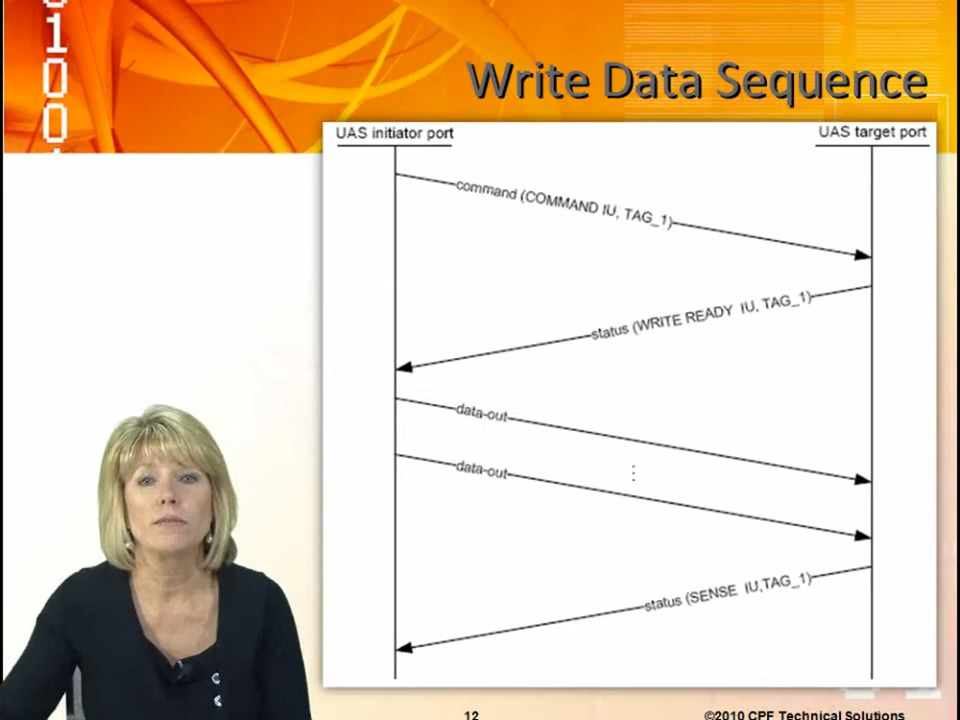 0100
Write Data Sequence
UAS initiator port
UAS target port
command (COMMAND IU, TAG_1)
status (WRITE READY IU, TAG_1)
data-out
data-out
status (SENSE IU,TAG_1)
12
©2010 CPF Technical Solutions